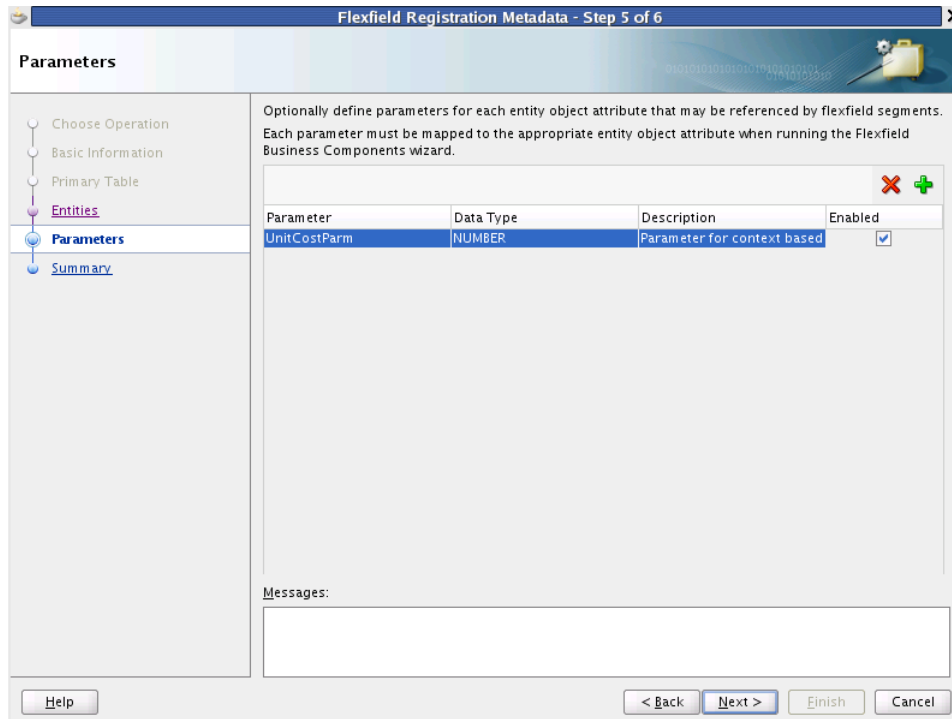 Flexfield Registration Metadata - Step 5 of 6
Parameters
Choose Operation
Basic Information
Primary Table
Entities
Parameters
Summary
Optionally define parameters for each entity object attribute that may be referenced by flexfield segments.
Each parameter must be mapped to the appropriate entity object attribute when running the Flexfield
Business Components wizard.
Parameter Data Type Description Enabled
UnitCostParm NUMBER Parameter for context based
Messages:
Help < Back Next > Finish Cancel